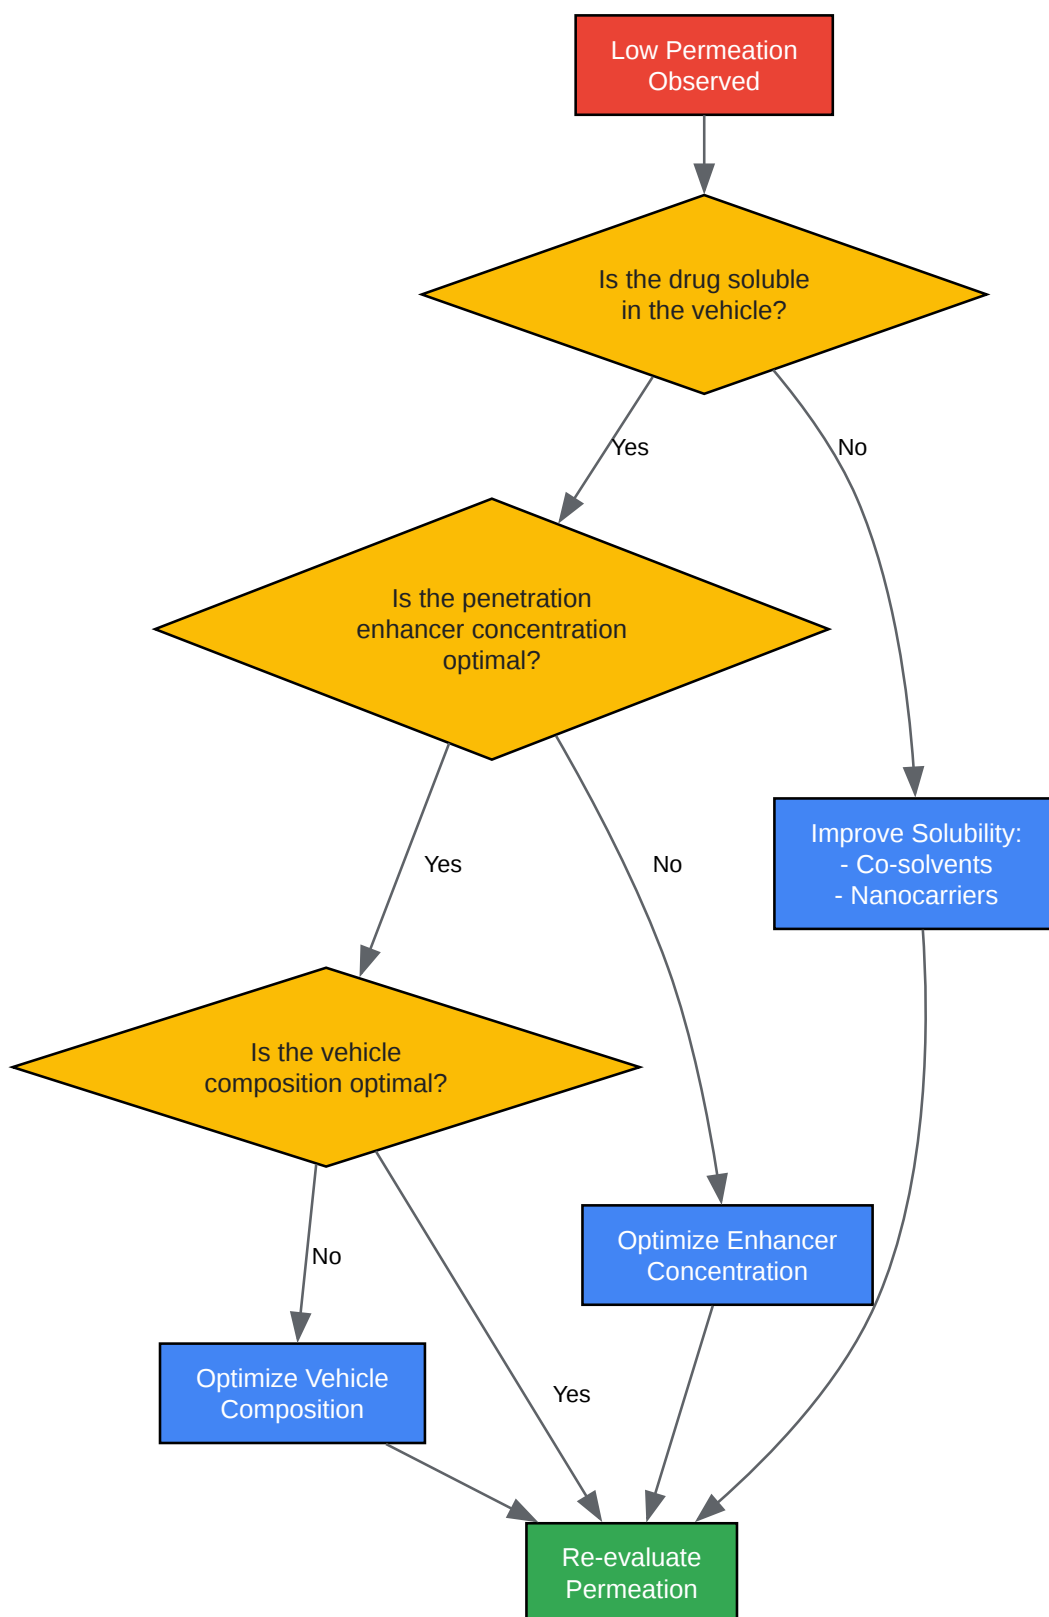 Low Permeation
Observed
Is the drug soluble
in the vehicle?
Yes
No
Is the penetration
enhancer concentration
optimal?
Improve Solubility:
- Co-solvents
- Nanocarriers
Yes
No
Is the vehicle
composition optimal?
Optimize Enhancer
Concentration
No
Optimize Vehicle
Composition
Yes
Re-evaluate
Permeation